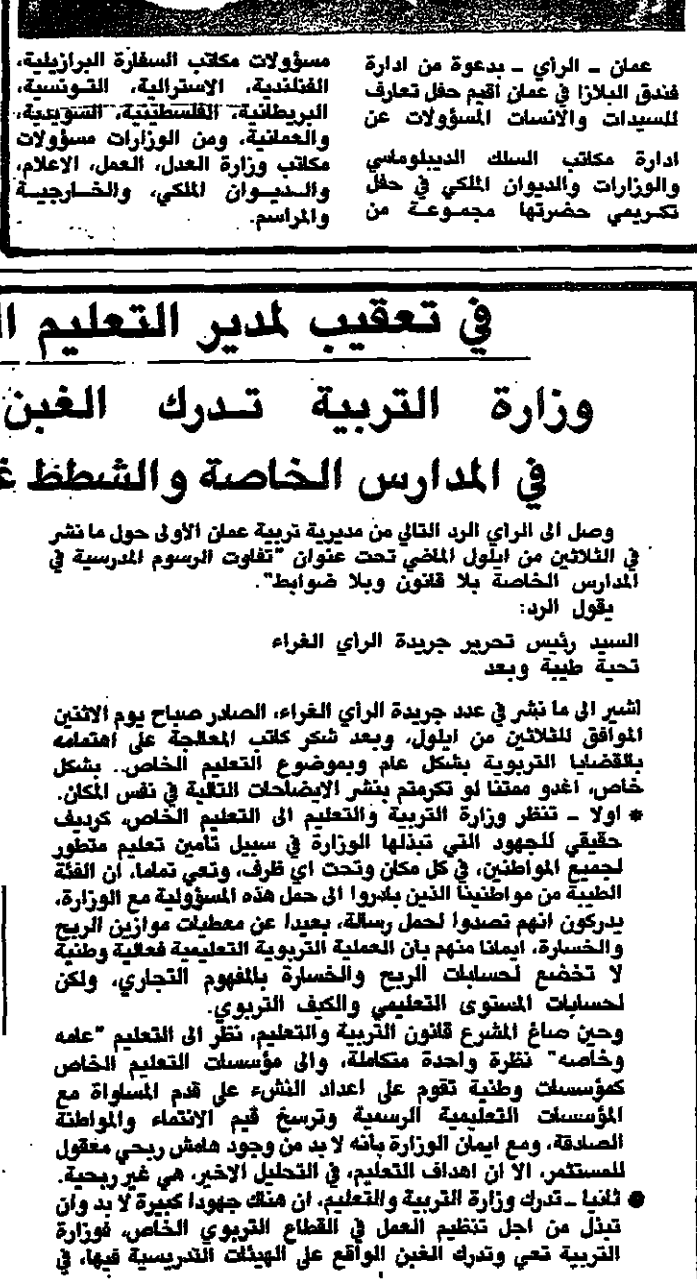 عمان - الرأي - بدعوة من ادارة
فندق البلازا في عمان أقيم حفل تعارف
للسيدات والانسات المسؤولات عن
ادارة مكاتب السلك الديبلوماسي
والوزارات والديوان الملكي في حفل
تكريمي حضرتها مجموعة من
مسؤولات مكاتب السفارة البرازيلية،
الفنلندية، الاسترالية، التونسية،
البريطانية، الفلسطينية، السويدية،
والعمانية، ومن الوزارات مسؤولات
مكاتب وزارة العدل، العمل، الاعلام،
والديوان الملكي، والخارجية
والمراسم.
في تعقيب لمدير التعليم
وزارة التربية تدرك الغبن
في المدارس الخاصة والشطط
وصل الى الرأي الرد التالي من مديرية تربية عمان الأولى حول ما نشر
في الثلاثين من ايلول الماضي تحت عنوان "تفاوت الرسوم المدرسية في
المدارس الخاصة بلا قانون وبلا ضوابط".
يقول الرد:
السيد رئيس تحرير جريدة الرأي الغراء
تحية طيبة وبعد
اشير الى ما نشر في عدد جريدة الرأي الغراء، الصادر صباح يوم الاثنين
الموافق للثلاثين من ايلول، وبعد شكر كاتب المعالجة على اهتمامه
بالقضايا التربوية بشكل عام وبموضوع التعليم الخاص.. بشكل
خاص، اغدو ممتنا لو تكرمتم بنشر الايضاحات التالية في نفس المكان.
* اولا - تنظر وزارة التربية والتعليم الى التعليم الخاص، كرديف
حقيقي للجهود التي تبذلها الوزارة في سبيل تأمين تعليم متطور
لجميع المواطنين، في كل مكان وتحت اي ظرف، وتعي تماما، ان الفئة
الطيبة من مواطنينا الذين بادروا الى حمل هذه المسؤولية مع الوزارة،
يدركون انهم تصدوا لحمل رسالة، بعيدا عن معطيات موازين الربح
والخسارة، ايمانا منهم بأن العملية التربوية التعليمية فعالية وطنية
لا تخضع لحسابات الربح والخسارة بالمفهوم التجاري، ولكن
لحسابات المستوى التعليمي والكيف التربوي.
وحين صاغ المشرع قانون التربية والتعليم، نظر الى التعليم "عامه
وخاصه" نظرة واحدة متكاملة، والى مؤسسات التعليم الخاص
كمؤسسات وطنية تقوم على اعداد النشء على قدم المساواة مع
المؤسسات التعليمية الرسمية وترسخ قيم الانتماء والمواطنة
الصادقة، ومع ايمان الوزارة بأنه لا بد من وجود هامش ربحي معقول
للمستثمر، الا ان اهداف التعليم، في التحليل الاخير، هي غير ربحية.
● ثانيا - تدرك وزارة التربية والتعليم، ان هناك جهودا كبيرة لا بد وان
تبذل من اجل تنظيم العمل في القطاع التربوي الخاص، فوزارة
التربية تعي وتدرك الغبن الواقع على الهيئات التدريسية فيها، في